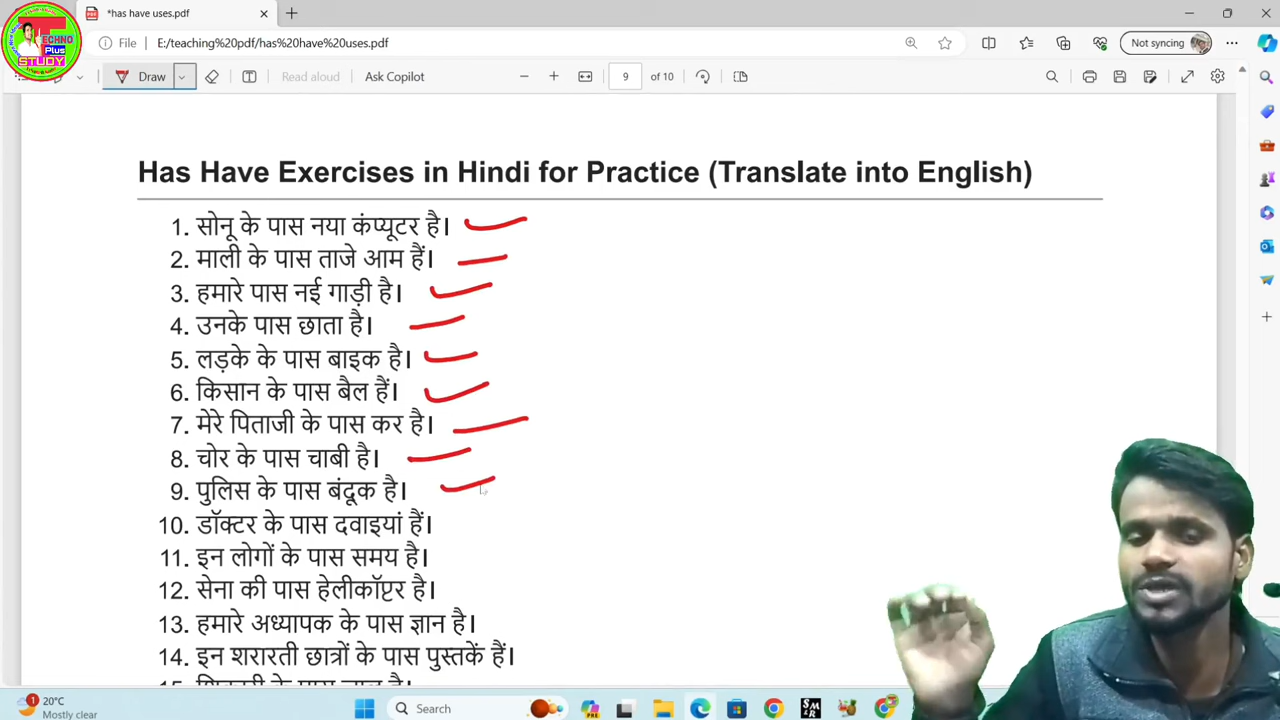 *has have uses.pdf
TECHNO
Plus
STUDY
File E:/teaching%20pdf/has%20have%20uses.pdf
Not syncing
Draw Read aloud Ask Copilot 9 of 10
Has Have Exercises in Hindi for Practice (Translate into English)
1. सोनू के पास नया कंप्यूटर है।
2. माली के पास ताजे आम हैं।
3. हमारे पास नई गाड़ी है।
4. उनके पास छाता है।
5. लड़के के पास बाइक है।
6. किसान के पास बैल हैं।
7. मेरे पिताजी के पास कर है।
8. चोर के पास चाबी है।
9. पुलिस के पास बंदूक है।
10. डॉक्टर के पास दवाइयां हैं।
11. इन लोगों के पास समय है।
12. सेना की पास हेलीकॉप्टर है।
13. हमारे अध्यापक के पास ज्ञान है।
14. इन शरारती छात्रों के पास पुस्तकें हैं।
1
20°C
Mostly clear
Search
PRE
SM
&R